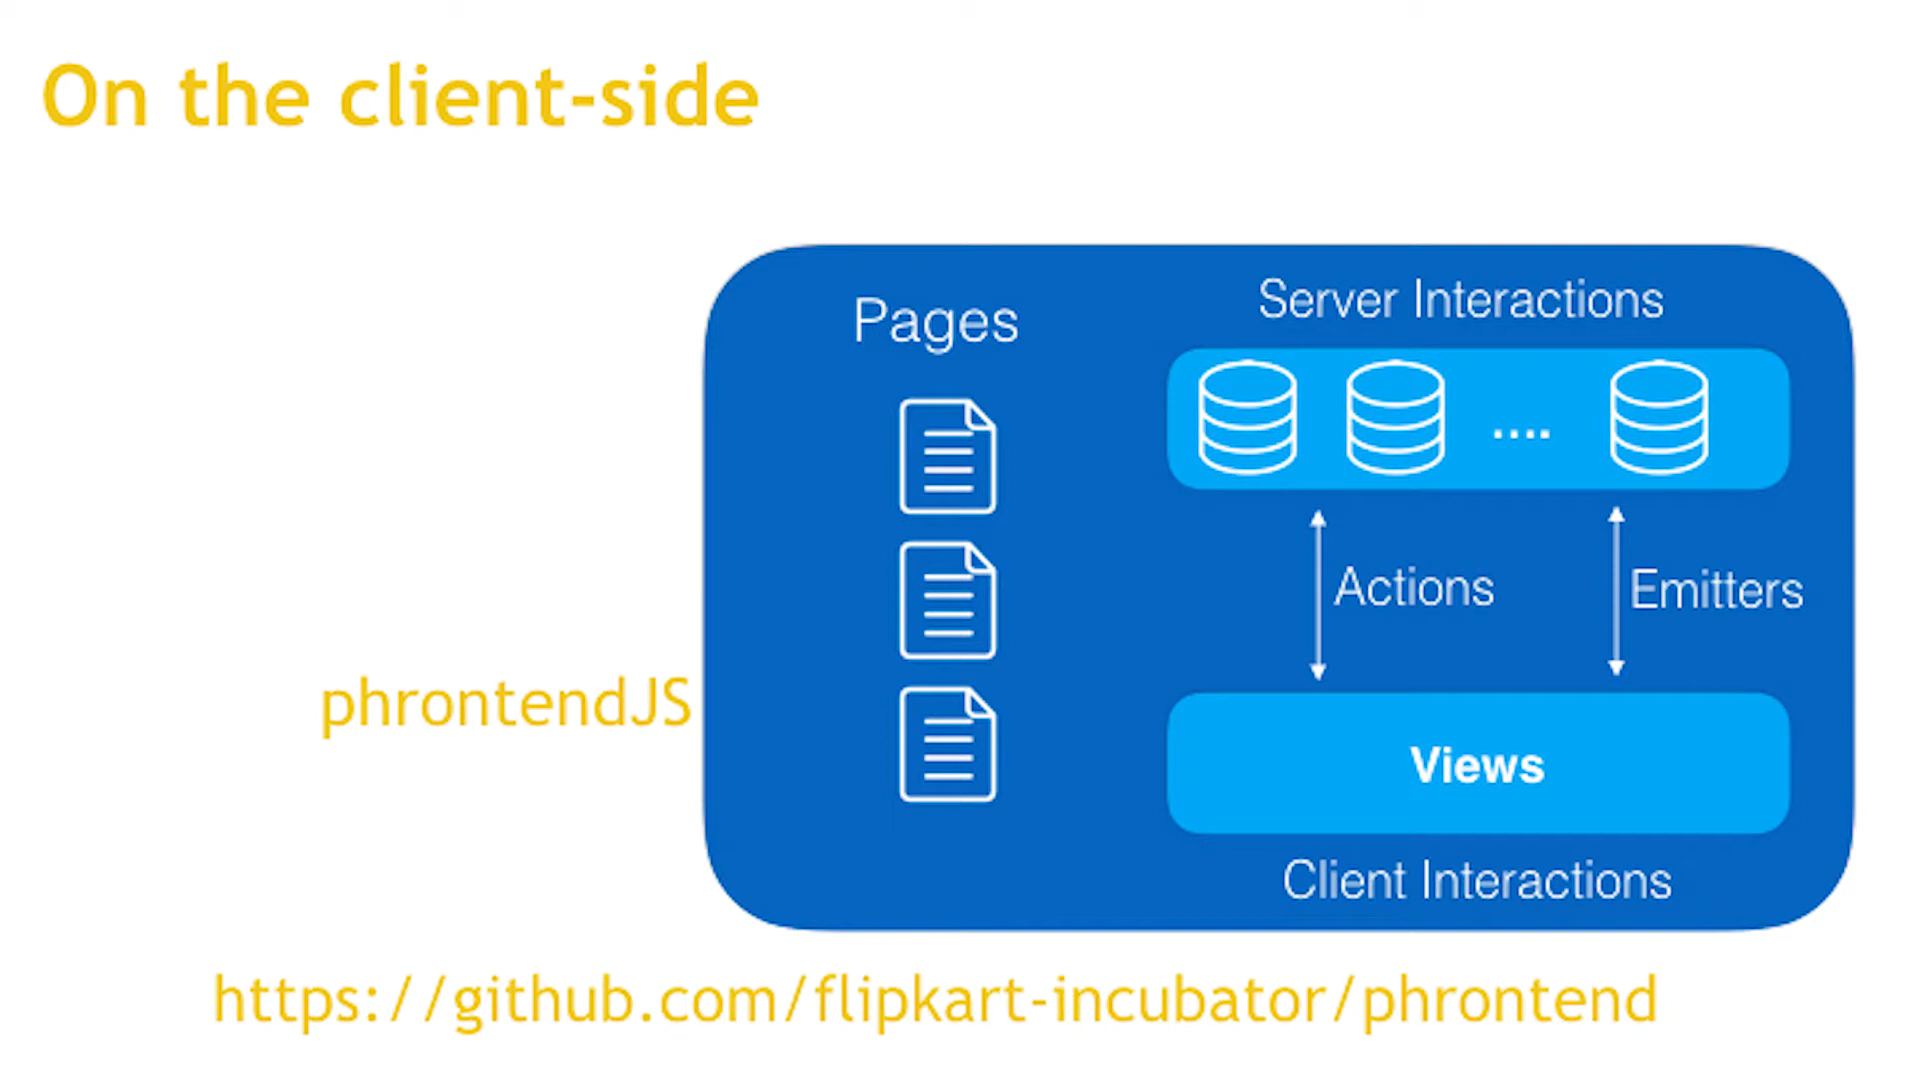 On the client-side
Pages
Server Interactions
....
Actions
Emitters
phrontendJS
Views
Client Interactions
https://github.com/flipkart-incubator/phrontend